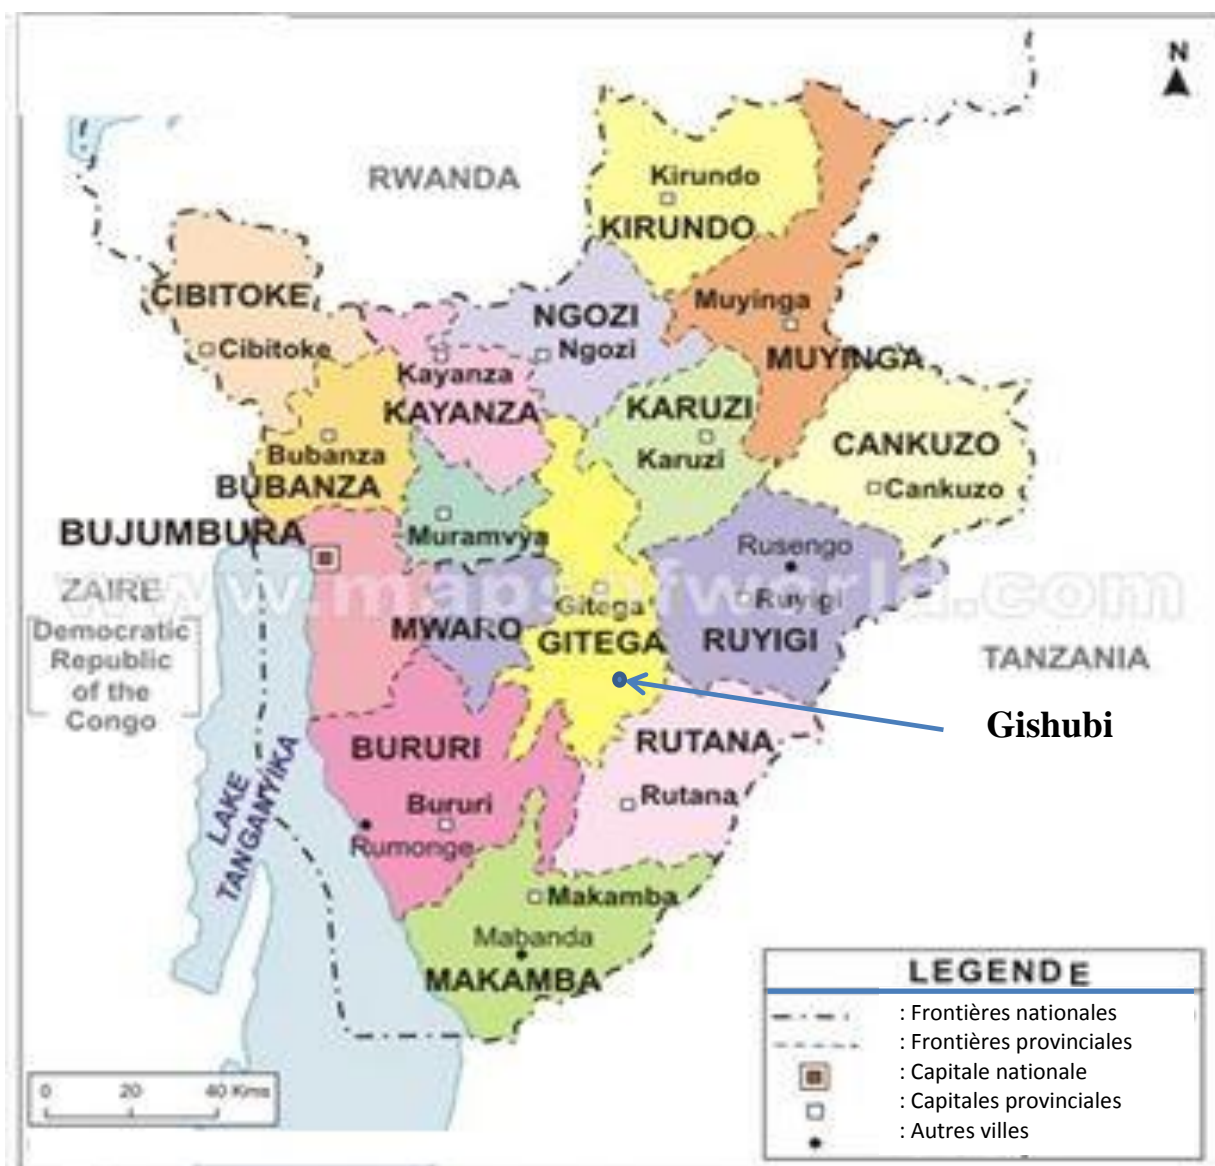 N
RWANDA
Kirundo
KIRUNDO
CIBITOKE
Cibitoke
NGOZI
Ngozi
Muyinga
MUYINGA
Kayanza
KAYANZA
KARUZI
Karuzi
CANKUZO
Cankuzo
Bubanza
BUBANZA
BUJUMBURA
Muramvya
Rusengo
www.mapsofworld.com
ZAIRE
Democratic
Republic
of the
Congo
MWARO
Gitega
GITEGA
Ruyigi
RUYIGI
TANZANIA
Gishubi
BURURI
Bururi
RUTANA
Rutana
LAKE
TANGANYIKA
Rumonge
Makamba
Mabanda
MAKAMBA
LEGENDE
: Frontières nationales
: Frontières provinciales
: Capitale nationale
: Capitales provinciales
: Autres villes
0 20 40 Kms